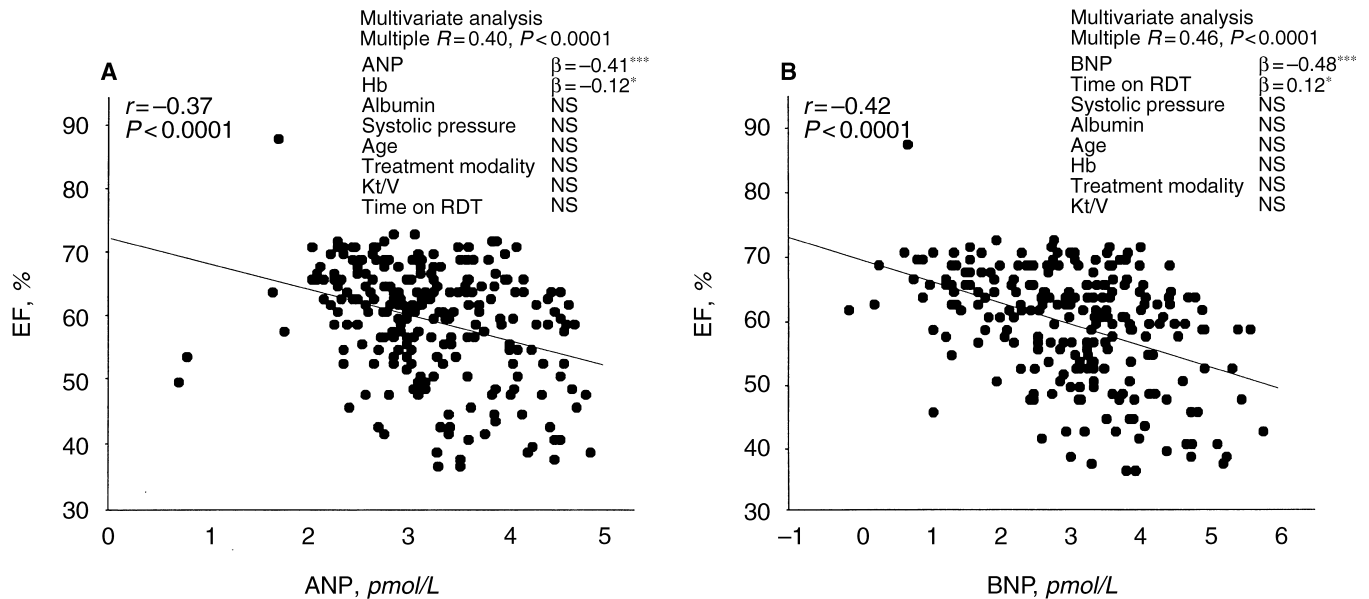 A
Multivariate analysis
Multiple R=0.40, P<0.0001
ANP β=−0.41***
Hb β=−0.12*
Albumin NS
Systolic pressure NS
Age NS
Treatment modality NS
Kt/V NS
Time on RDT NS
r=−0.37
P<0.0001
EF, %
90
80
70
60
50
40
30
0 1 2 3 4 5
ANP, pmol/L
B
Multivariate analysis
Multiple R=0.46, P<0.0001
BNP β=−0.48***
Time on RDT β=0.12*
Systolic pressure NS
Albumin NS
Age NS
Hb NS
Treatment modality NS
Kt/V NS
r=−0.42
P<0.0001
EF, %
90
80
70
60
50
40
30
−1 0 1 2 3 4 5 6
BNP, pmol/L